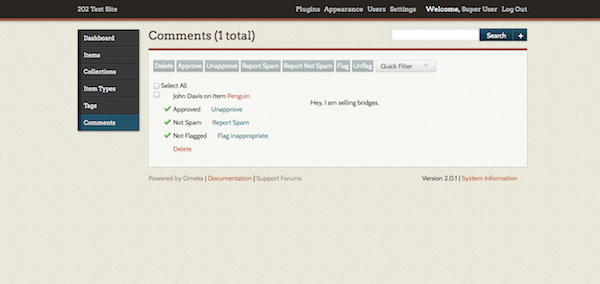 202 Test Site
Plugins Appearance Users Settings Welcome, Super User Log Out
Dashboard
Items
Collections
Item Types
Tags
Comments
Comments (1 total)
Search +
Delete Approve Unapprove Report Spam Report Not Spam Flag Unflag Quick Filter
Select All
John Davis on Item Penguin
Hey, I am selling bridges.
Approved Unapprove
Not Spam Report Spam
Not Flagged Flag Inappropriate
Delete
Powered by Omeka | Documentation | Support Forums
Version 2.0.1 | System Information